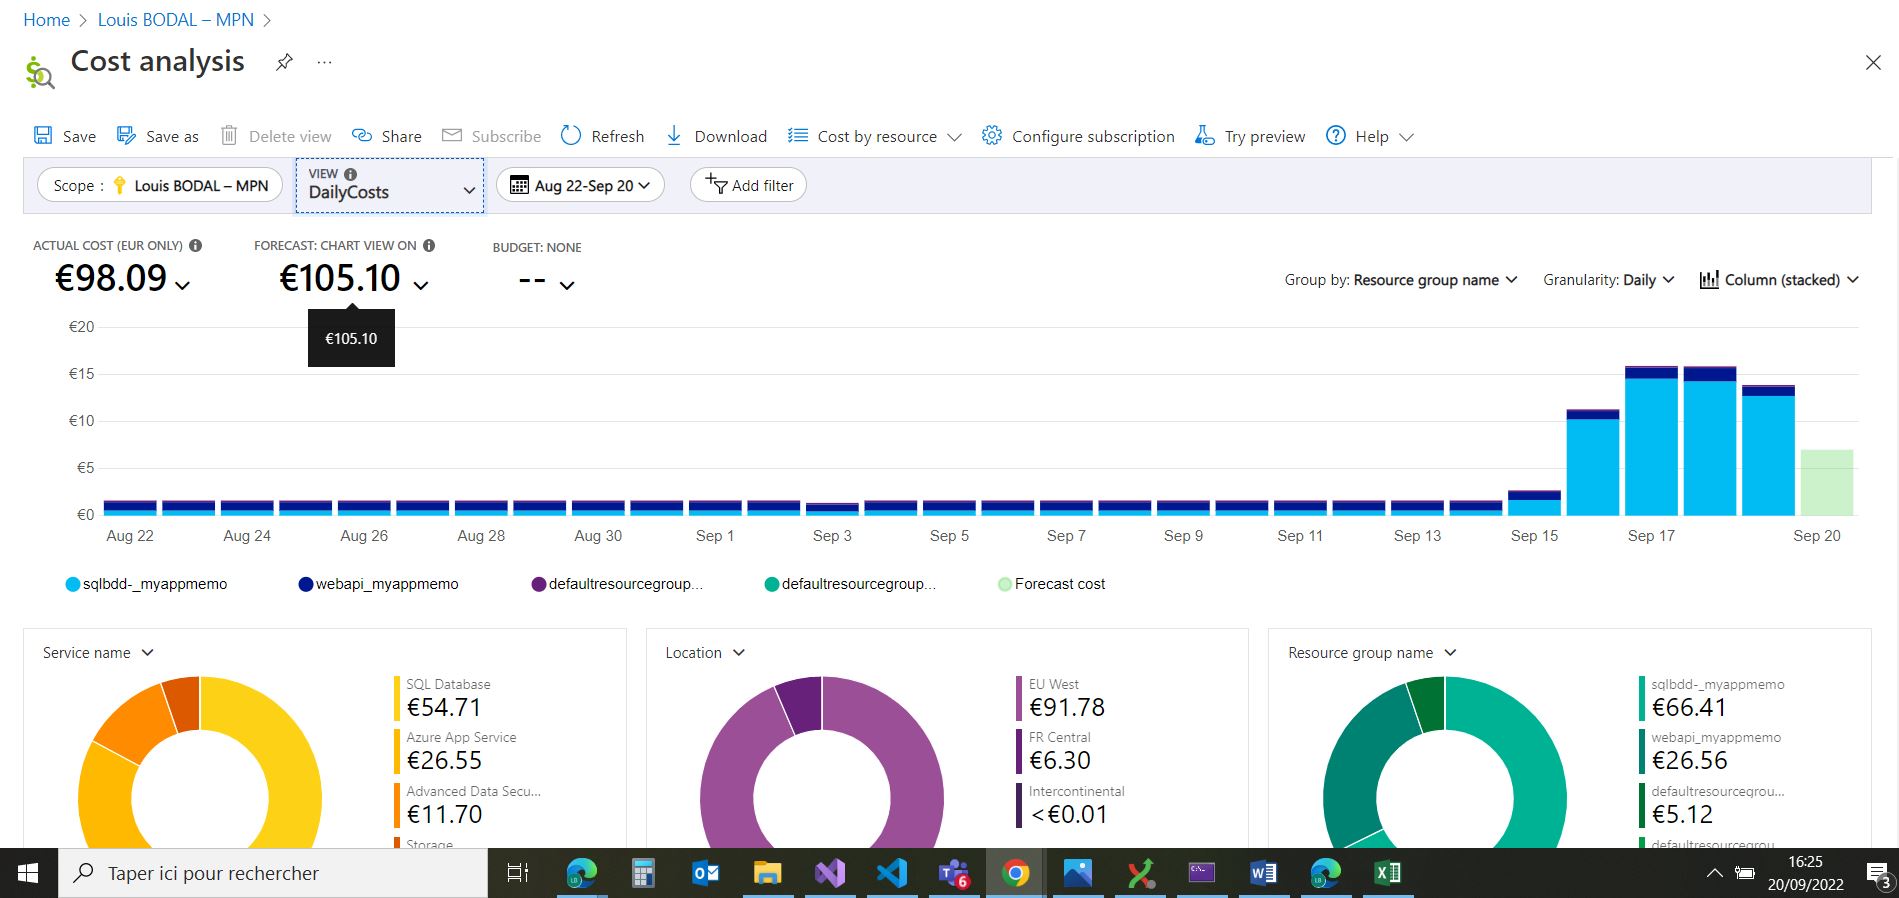 Home > Louis BODAL – MPN >
Cost analysis ...
Save Save as Delete view Share Subscribe Refresh Download Cost by resource Configure subscription Try preview Help
Scope : Louis BODAL – MPN
VIEW
DailyCosts
Aug 22-Sep 20
Add filter
ACTUAL COST (EUR ONLY)
€98.09
FORECAST: CHART VIEW ON
€105.10
BUDGET: NONE
--
Group by: Resource group name Granularity: Daily Column (stacked)
€105.10
€20
€15
€10
€5
€0
Aug 22 Aug 24 Aug 26 Aug 28 Aug 30 Sep 1 Sep 3 Sep 5 Sep 7 Sep 9 Sep 11 Sep 13 Sep 15 Sep 17 Sep 20
sqlbdd-_myappmemo webapi_myappmemo defaultresourcegroup... defaultresourcegroup... Forecast cost
Service name
SQL Database
€54.71
Azure App Service
€26.55
Advanced Data Secu...
€11.70
Storage
Location
EU West
€91.78
FR Central
€6.30
Intercontinental
<€0.01
Resource group name
sqlbdd-_myappmemo
€66.41
webapi_myappmemo
€26.56
defaultresourcegrou...
€5.12
defaultresourcegrou
Taper ici pour rechercher
6
16:25
20/09/2022
3